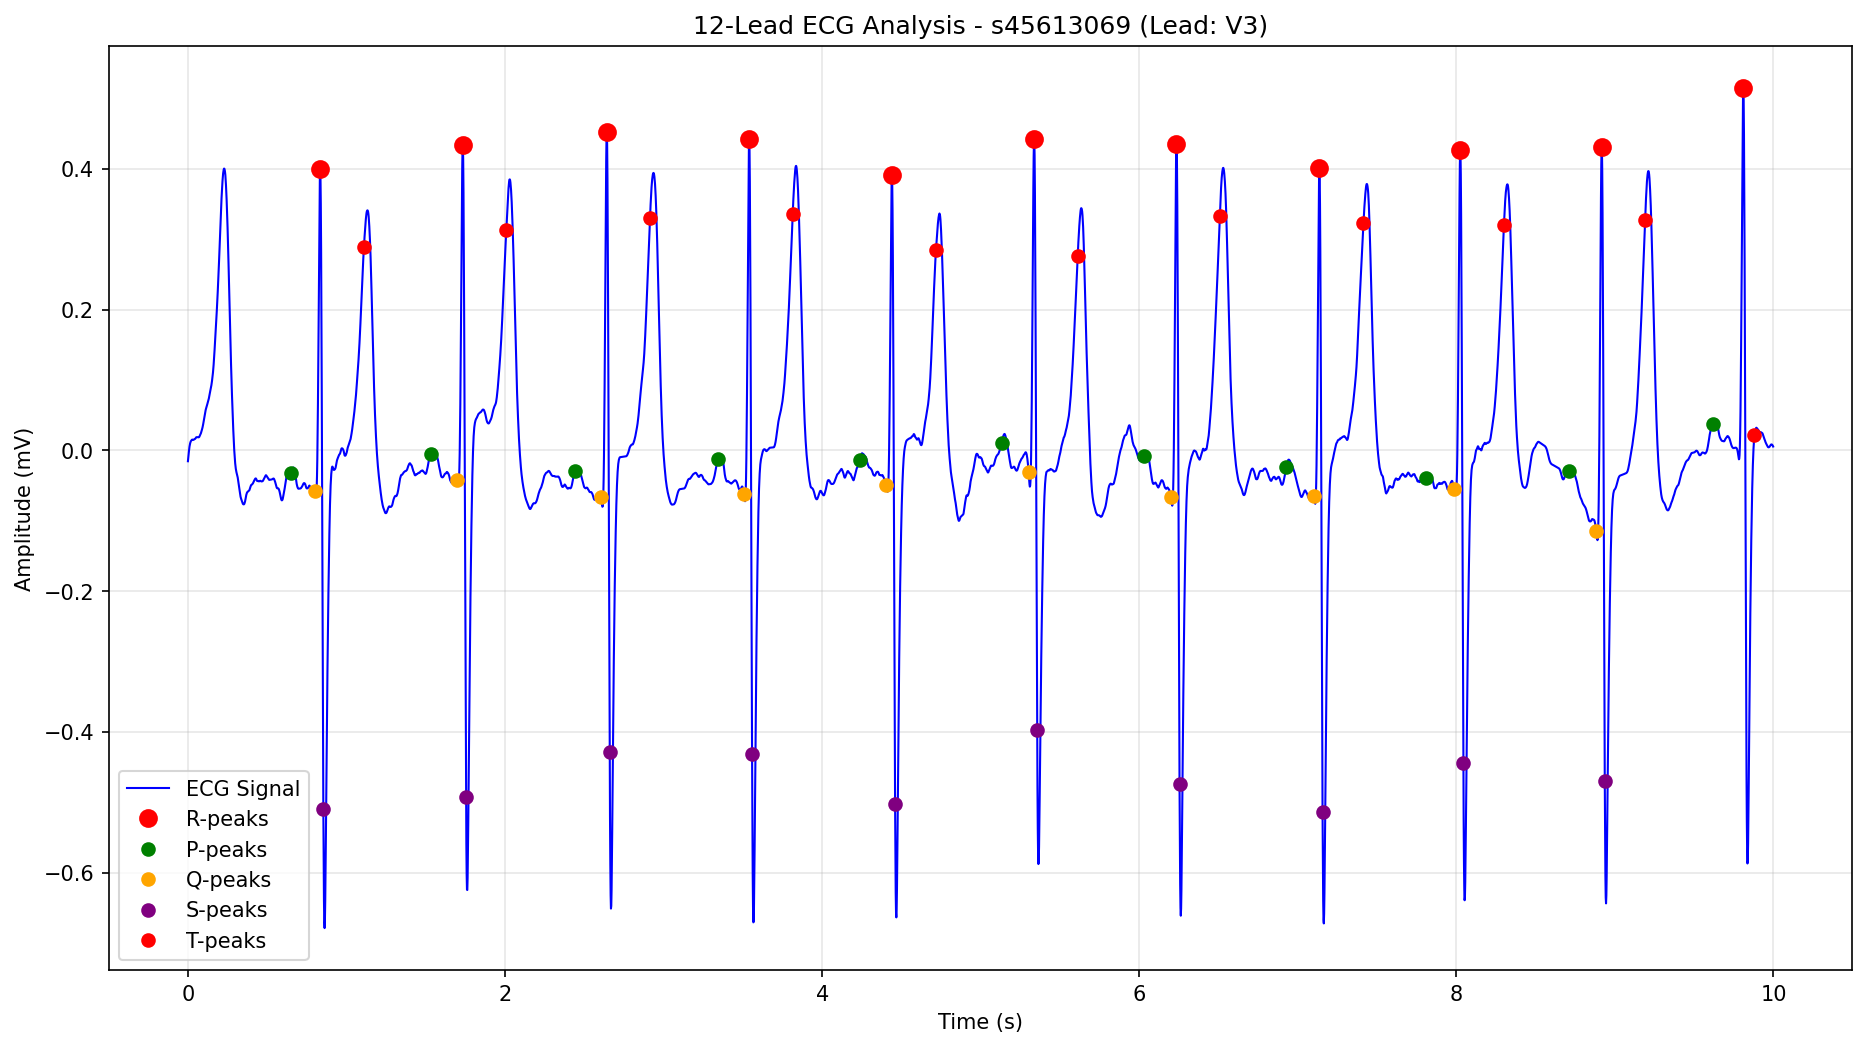 12-Lead ECG Analysis - s45613069 (Lead: V3)
Amplitude (mV)
0.4
0.2
0.0
−0.2
−0.4
−0.6
ECG Signal
R-peaks
P-peaks
Q-peaks
S-peaks
T-peaks
0 2 4 6 8 10
Time (s)